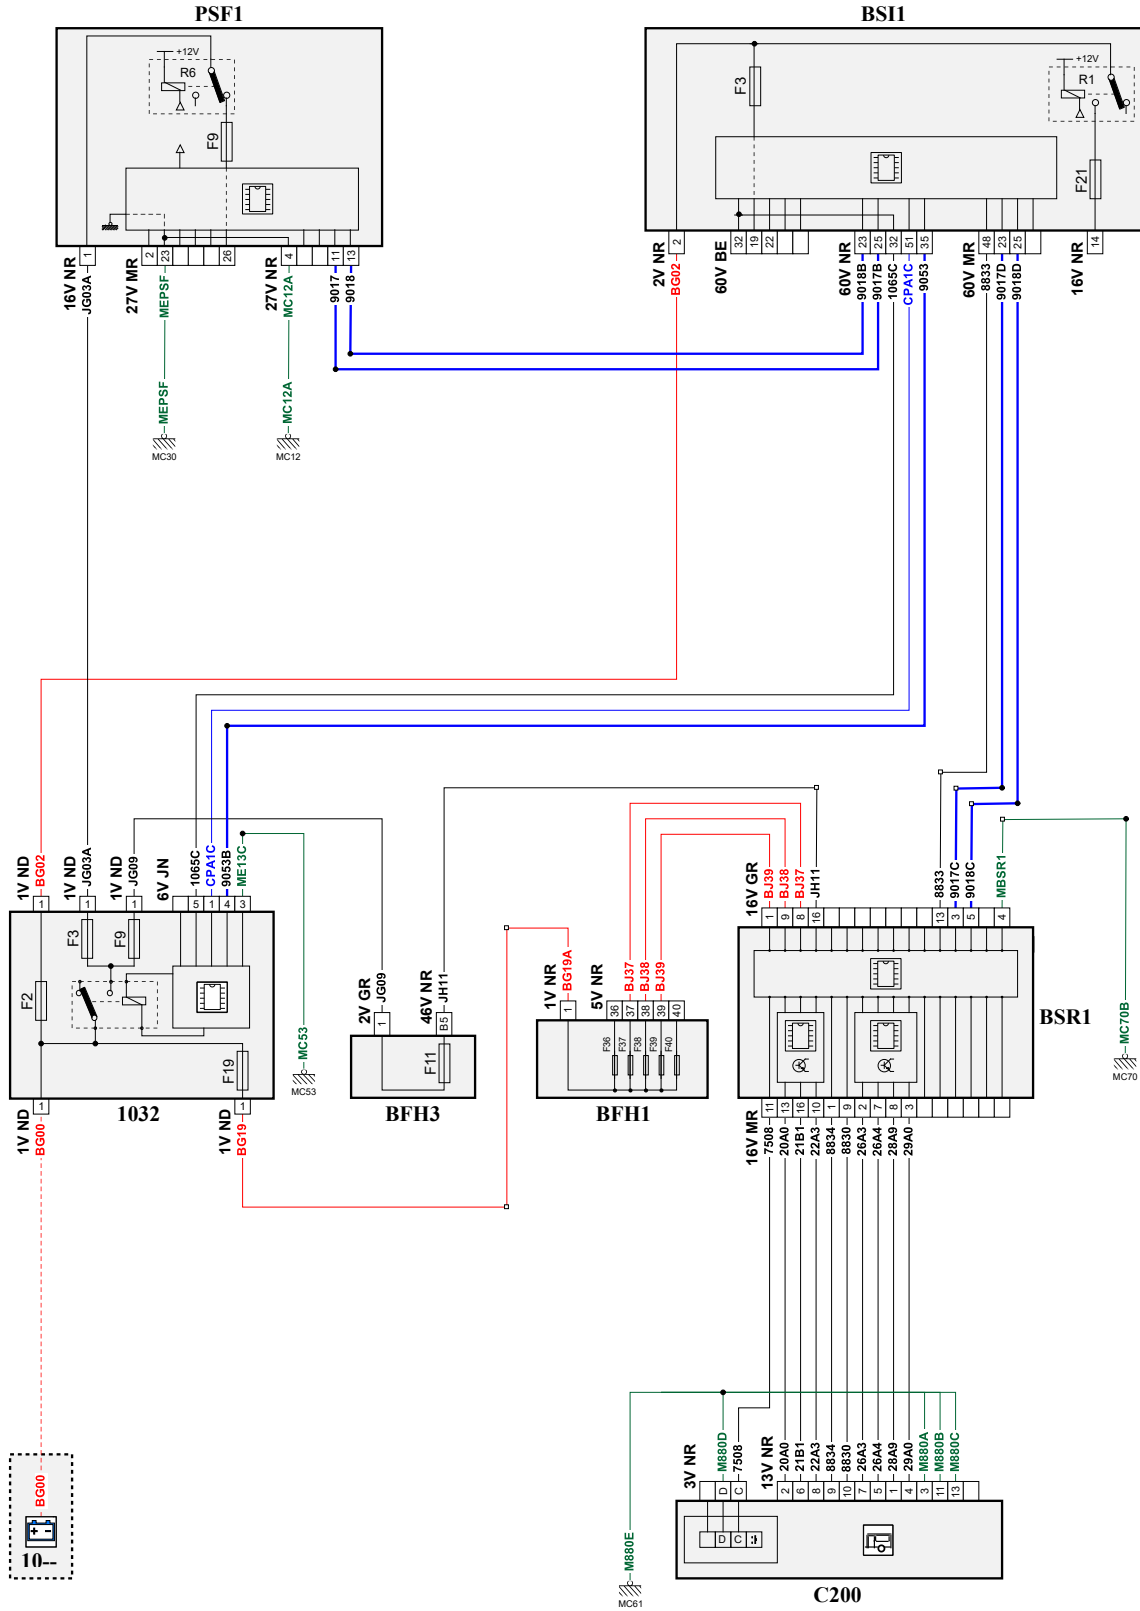 PSF1
BSI1
+12V
R6
F9
F3
+12V
R1
F21
1
2
23
26
4
11
13
2
32
19
22
23
25
32
51
35
48
23
25
14
16V NR
JG03A
27V MR
MEPSF
27V NR
MC12A
9017
9018
2V NR
BG02
60V BE
60V NR
9018B
9017B
1065C
CPA1C
9053
60V MR
8833
9017D
9018D
16V NR
MEPSF
MC12A
MC30
MC12
1V ND
BG02
1V ND
JG03A
1V ND
JG09
6V JN
1065C
CPA1C
9053B
ME13C
16V GR
BJ39
BJ38
BJ37
JH11
8833
9017C
9018C
MBSR1
1
1
1
5
1
4
3
1
9
8
16
13
3
5
4
F3
F9
F2
F19
2V GR
JG09
46V NR
JH11
1V NR
BG19A
5V NR
BJ37
BJ38
BJ39
1
B5
1
36
37
38
39
40
F11
F36
F37
F38
F39
F40
BSR1
MC53
MC53
MC70B
MC70
1
1
1032
BFH3
BFH1
1V ND
BG00
1V ND
BG19
11
13
16
10
1
9
2
7
8
3
16V MR
7508
20A0
21B1
22A3
8834
8830
26A3
26A4
28A9
29A0
3V NR
M880D
7508
13V NR
20A0
21B1
22A3
8834
8830
26A3
26A4
28A9
29A0
M880A
M880B
M880C
D
C
2
6
8
9
10
7
5
1
4
3
11
13
D
C
BG00
10--
M880E
MC61
C200